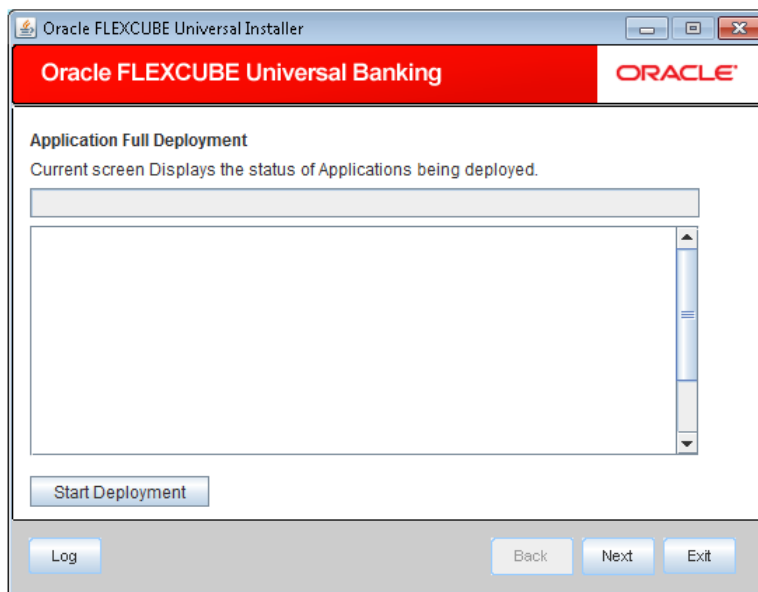 Oracle FLEXCUBE Universal Installer
Oracle FLEXCUBE Universal Banking
ORACLE
Application Full Deployment
Current screen Displays the status of Applications being deployed.
Start Deployment
Log
Back
Next
Exit